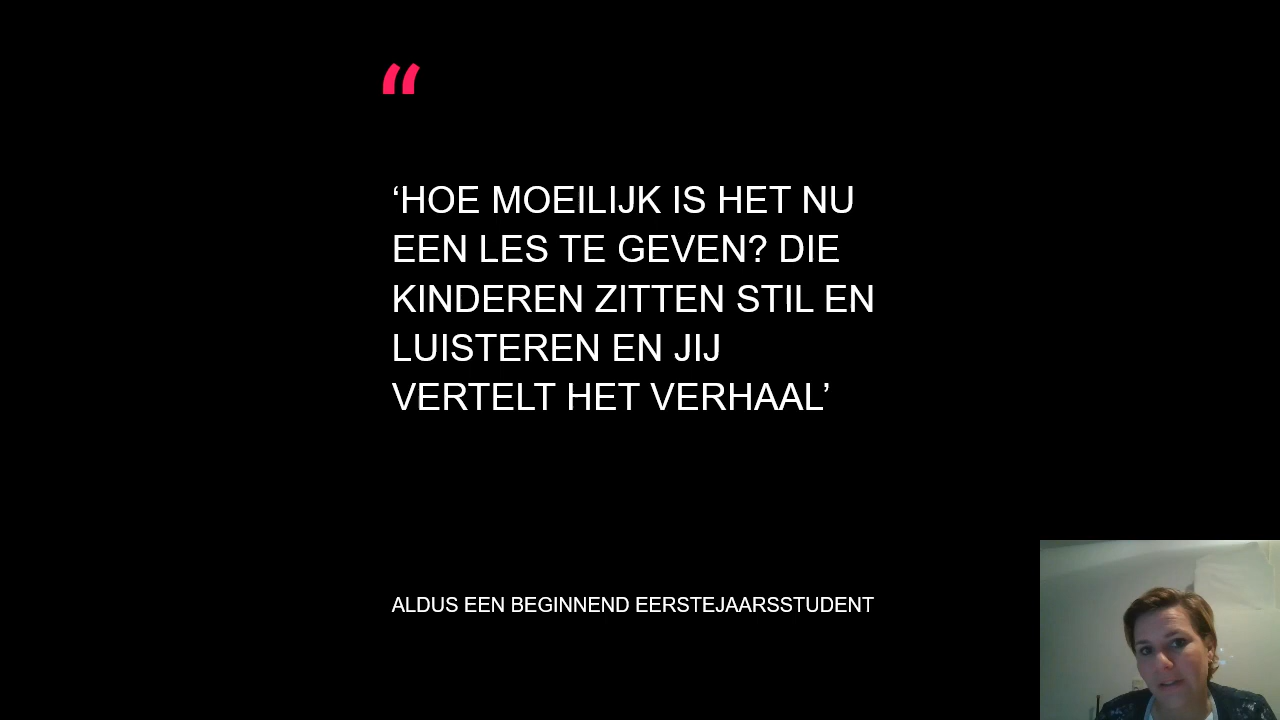 “
‘HOE MOEILIJK IS HET NU
EEN LES TE GEVEN? DIE
KINDEREN ZITTEN STIL EN
LUISTEREN EN JIJ
VERTELT HET VERHAAL’
ALDUS EEN BEGINNEND EERSTEJAARSSTUDENT